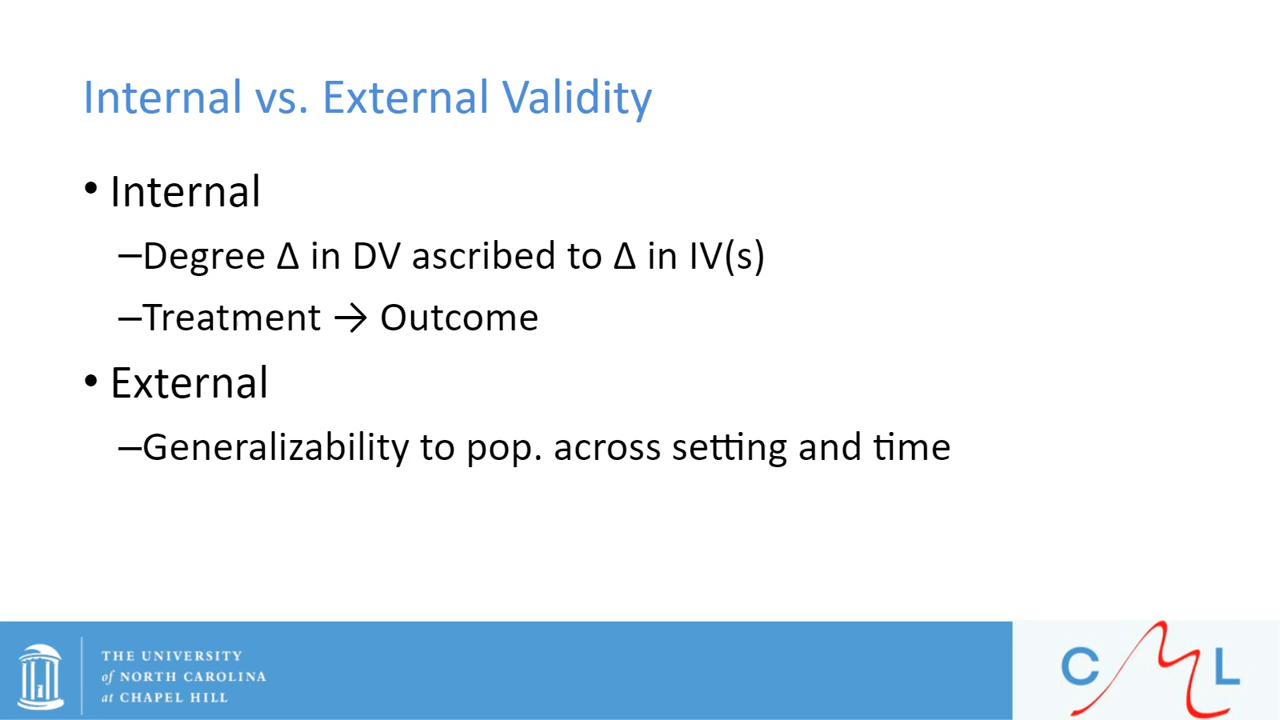 Internal vs. External Validity
• Internal
–Degree Δ in DV ascribed to Δ in IV(s)
–Treatment → Outcome
• External
–Generalizability to pop. across setting and time
THE UNIVERSITY
of NORTH CAROLINA
at CHAPEL HILL
C M L